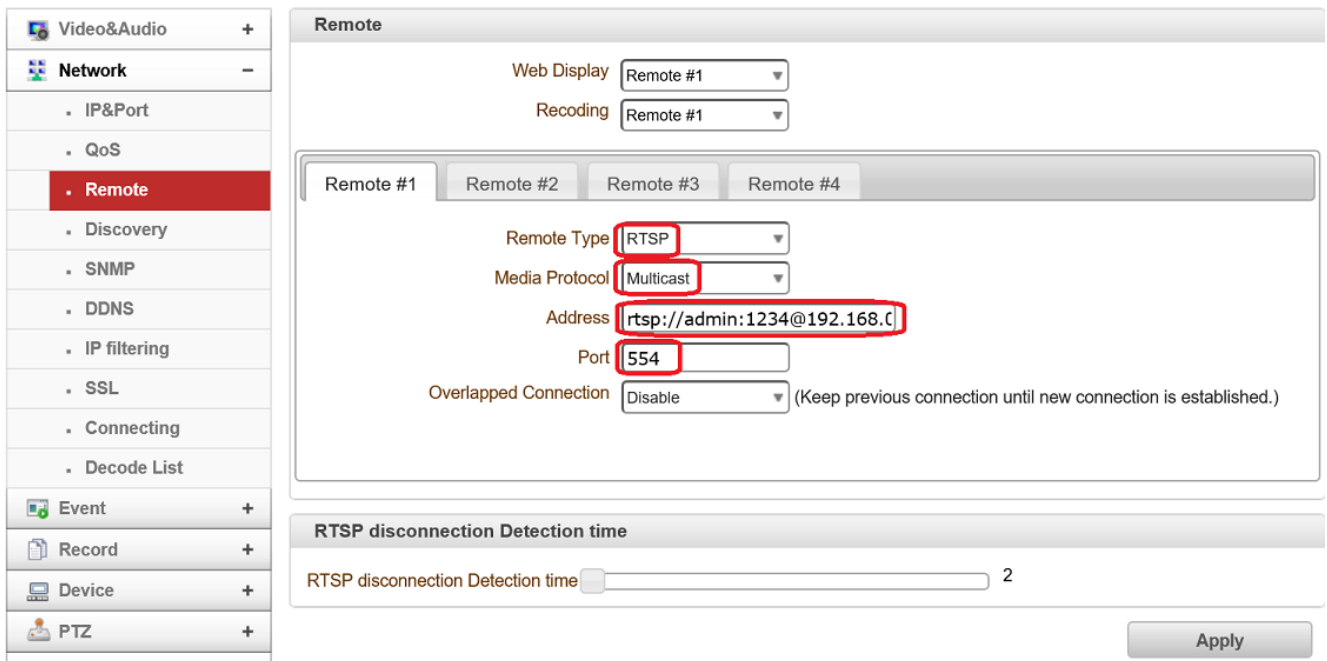 Video&Audio +
Network −
IP&Port
QoS
Remote
Discovery
SNMP
DDNS
IP filtering
SSL
Connecting
Decode List
Event +
Record +
Device +
PTZ +
Remote
Web Display Remote #1
Recoding Remote #1
Remote #1 Remote #2 Remote #3 Remote #4
Remote Type RTSP
Media Protocol Multicast
Address rtsp://admin:1234@192.168.
Port 554
Overlapped Connection Disable (Keep previous connection until new connection is established.)
RTSP disconnection Detection time
RTSP disconnection Detection time 2
Apply